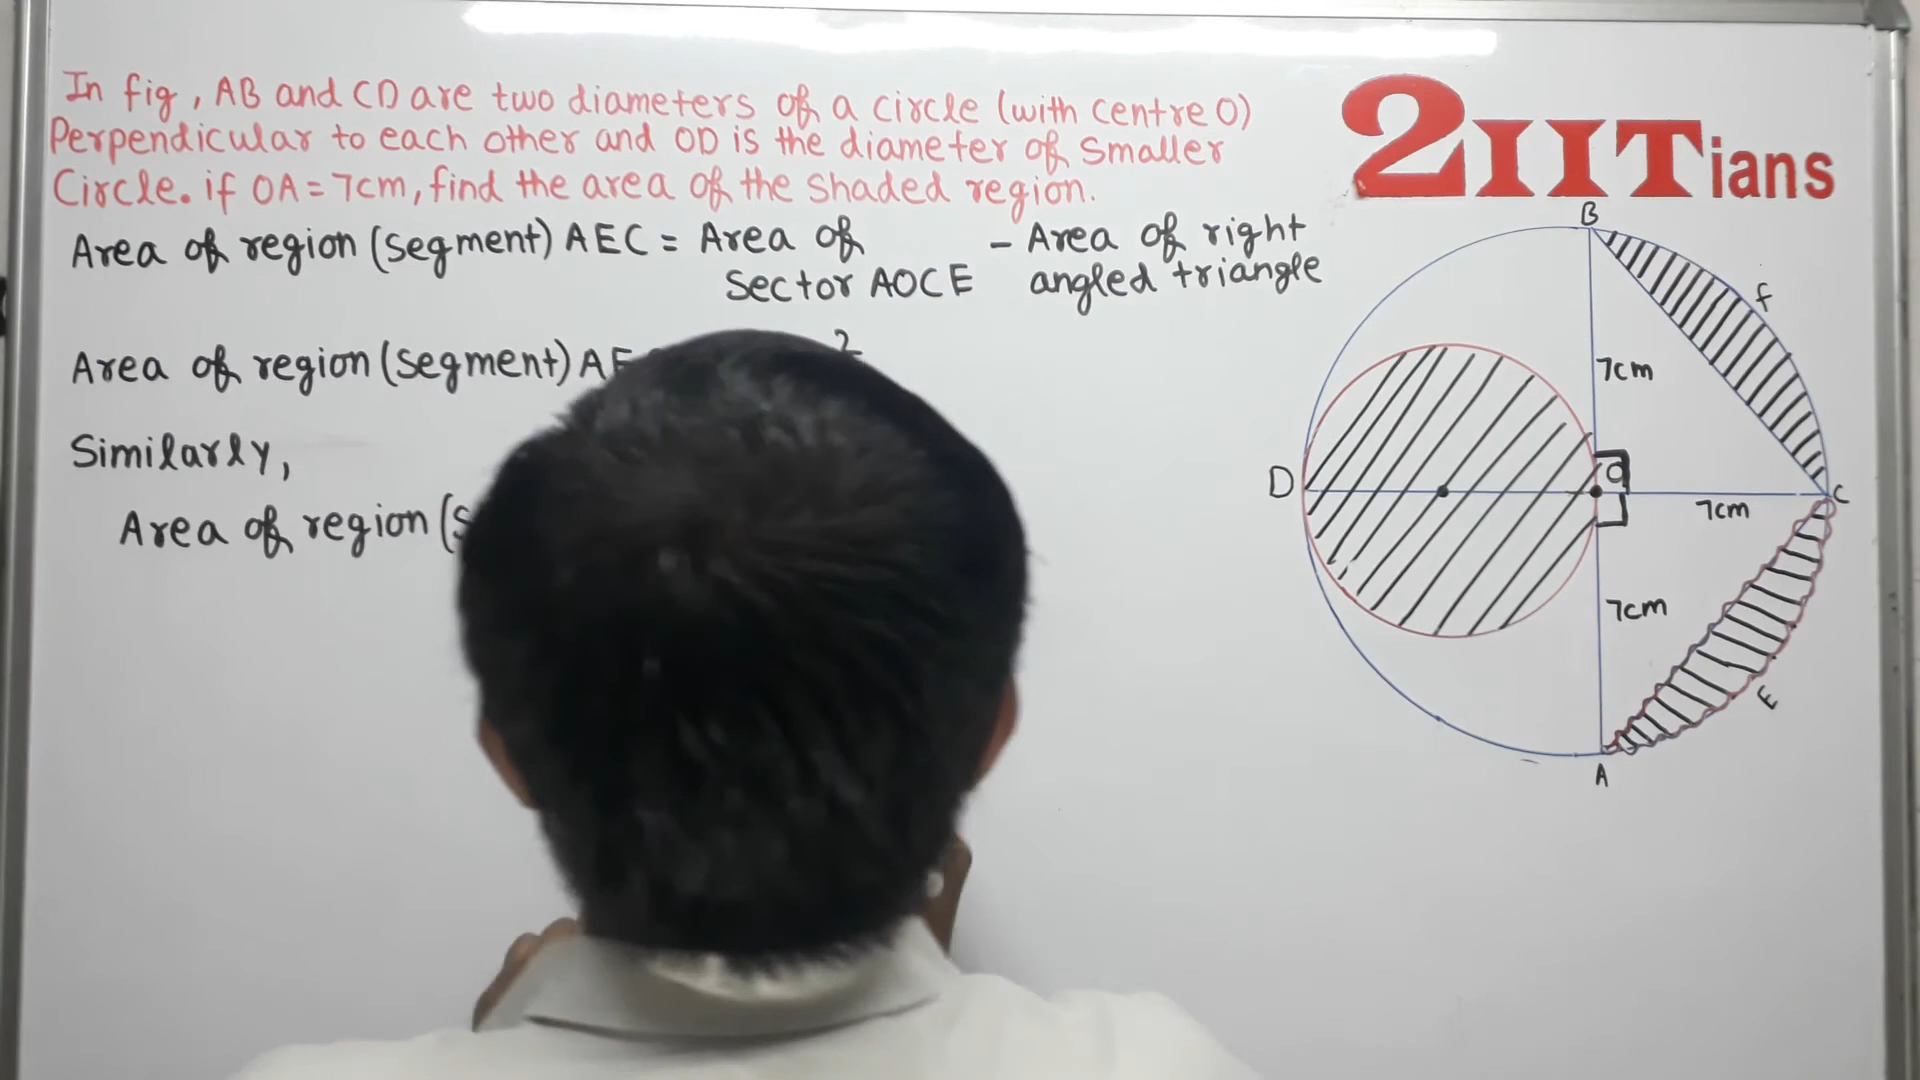 In fig, AB and CD are two diameters of a circle (with centre O)
Perpendicular to each other and OD is the diameter of smaller
Circle. if OA = 7cm, find the area of the shaded region.
2IITians
Area of region (segment) AEC = Area of - Area of right
Sector AOCE angled triangle
Area of region (segment) AE 2
Similarly,
Area of region (s
B
f
7cm
D
O
C
7cm
7cm
E
A